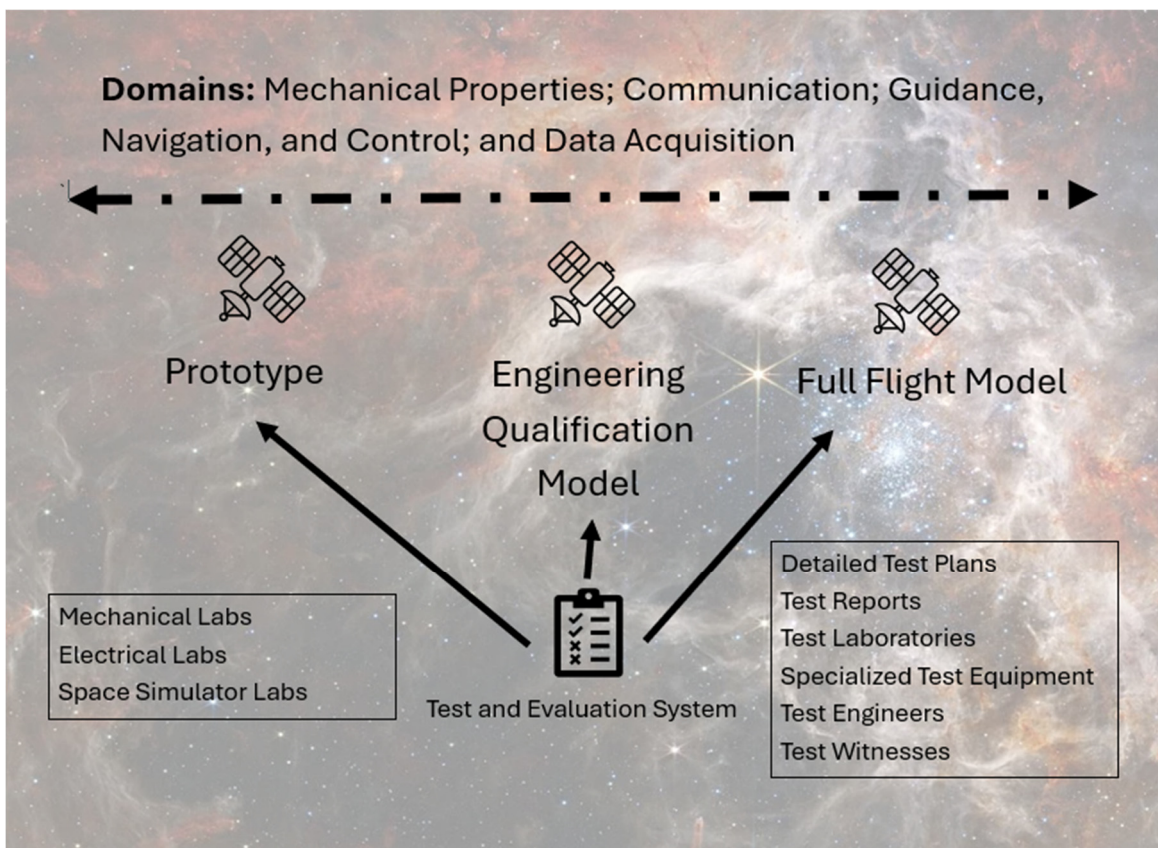 Domains: Mechanical Properties; Communication; Guidance,
Navigation, and Control; and Data Acquisition
Prototype
Engineering
Qualification
Model
Full Flight Model
Mechanical Labs
Electrical Labs
Space Simulator Labs
Test and Evaluation System
Detailed Test Plans
Test Reports
Test Laboratories
Specialized Test Equipment
Test Engineers
Test Witnesses